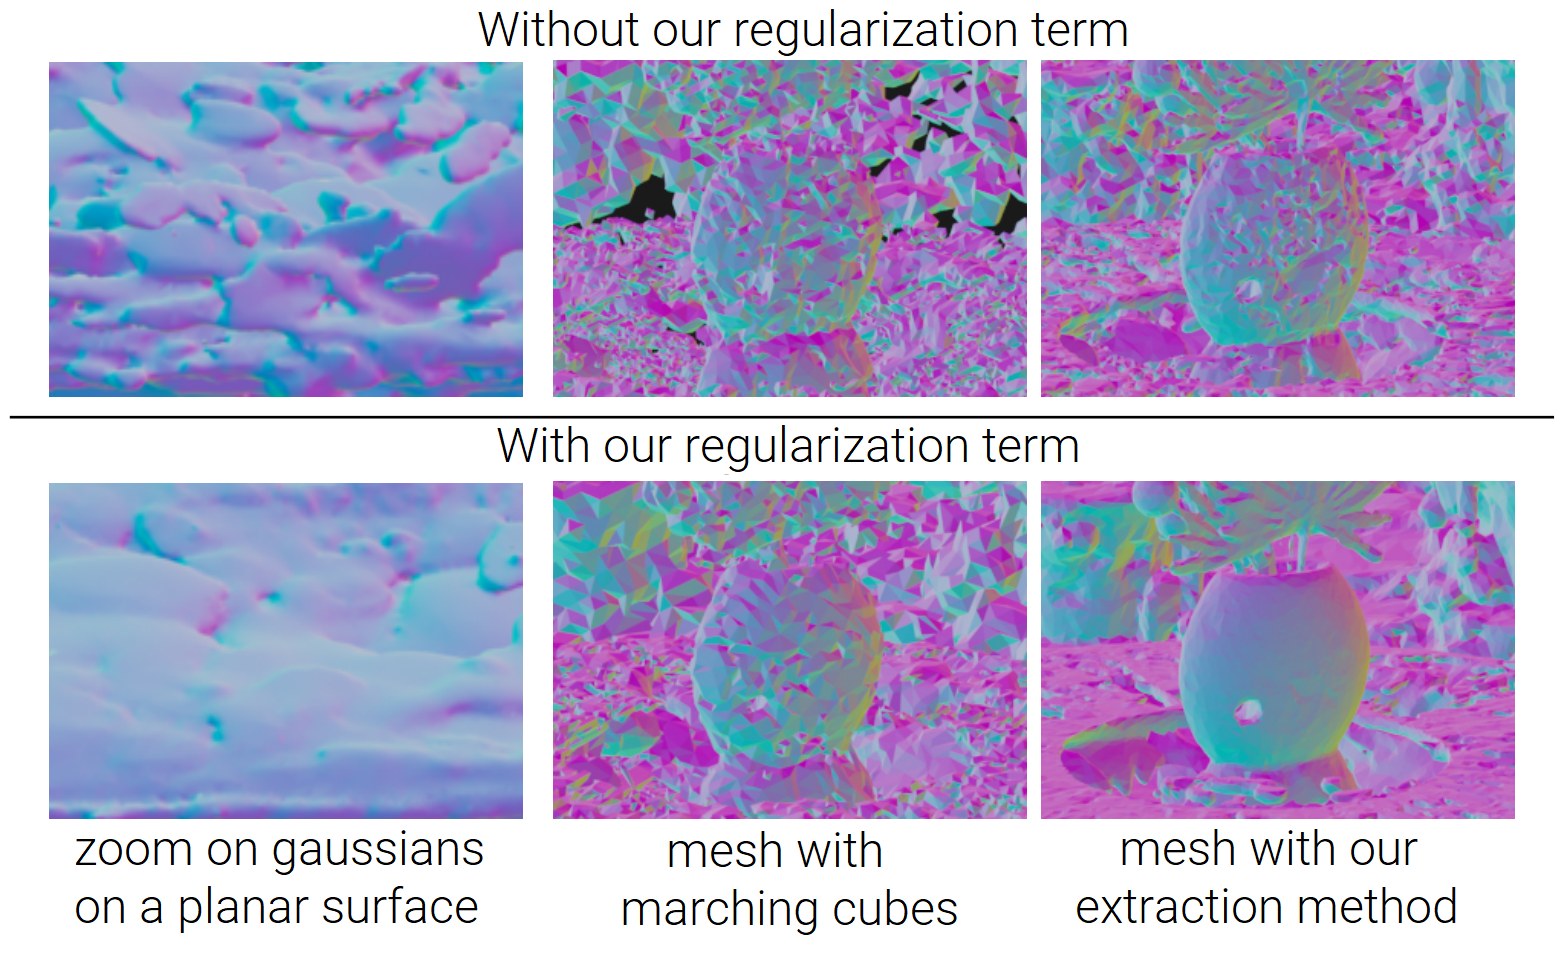 Without our regularization term
With our regularization term
zoom on gaussians
on a planar surface
mesh with
marching cubes
mesh with our
extraction method